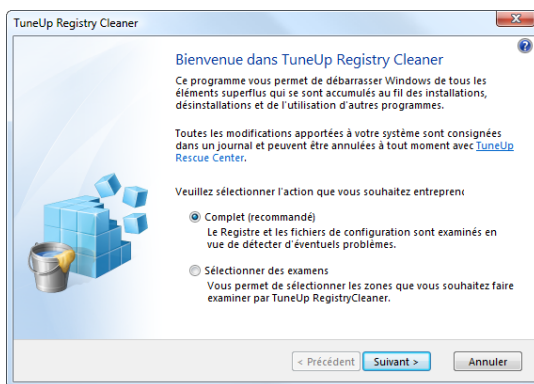 TuneUp Registry Cleaner
Bienvenue dans TuneUp Registry Cleaner
Ce programme vous permet de débarrasser Windows de tous les
éléments superflus qui se sont accumulés au fil des installations,
désinstallations et de l'utilisation d'autres programmes.
Toutes les modifications apportées à votre système sont consignées
dans un journal et peuvent être annulées à tout moment avec TuneUp
Rescue Center.
Veuillez sélectionner l'action que vous souhaitez entreprend
Complet (recommandé)
Le Registre et les fichiers de configuration sont examinés en
vue de détecter d'éventuels problèmes.
Sélectionner des examens
Vous permet de sélectionner les zones que vous souhaitez faire
examiner par TuneUp RegistryCleaner.
< Précédent
Suivant >
Annuler